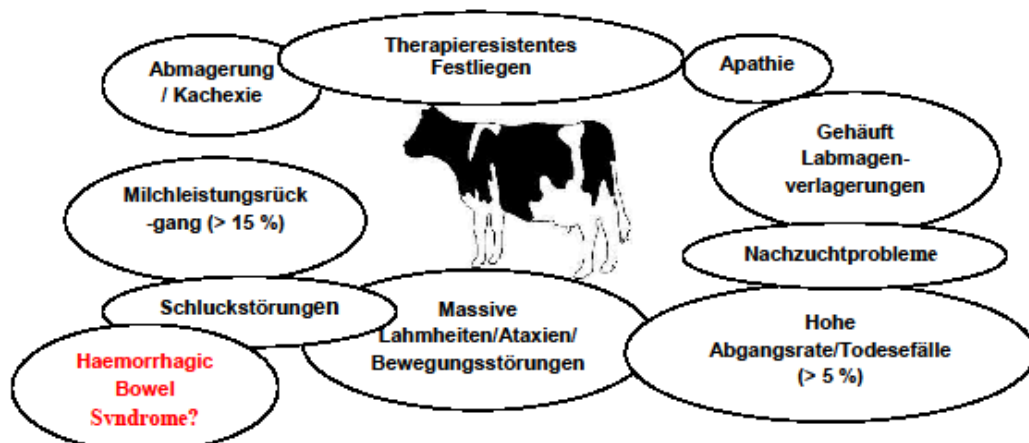 Therapieresistentes
Festliegen
Abmagerung
/ Kachexie
Apathie
Gehäuft
Labmagen-
verlagerungen
Milchleistungsrück
-gang (> 15 %)
Nachzuchtprobleme
Schluckstörungen
Massive
Lahmheiten/Ataxien/
Bewegungsstörungen
Hohe
Abgangsrate/Todesefälle
(> 5 %)
Haemorrhagic
Bowel
Syndrome?